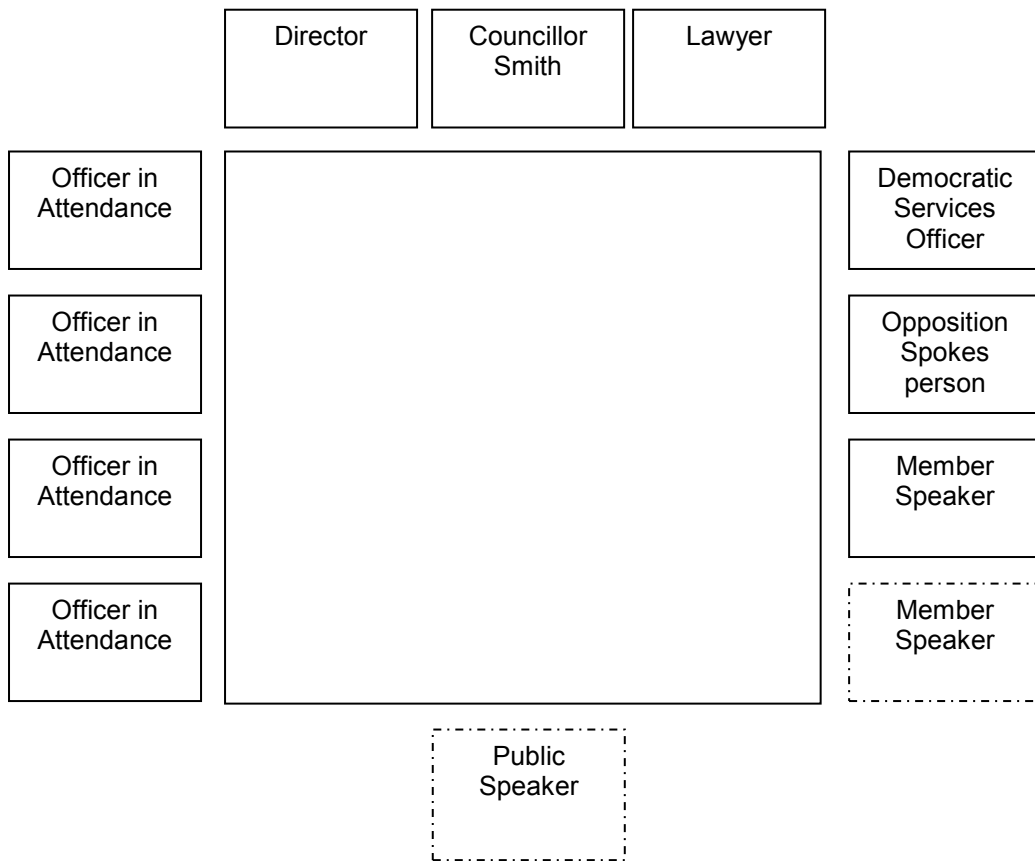 Director
Councillor
Smith
Lawyer
Officer in
Attendance
Democratic
Services
Officer
Officer in
Attendance
Opposition
Spokes
person
Officer in
Attendance
Member
Speaker
Officer in
Attendance
Member
Speaker
Public
Speaker